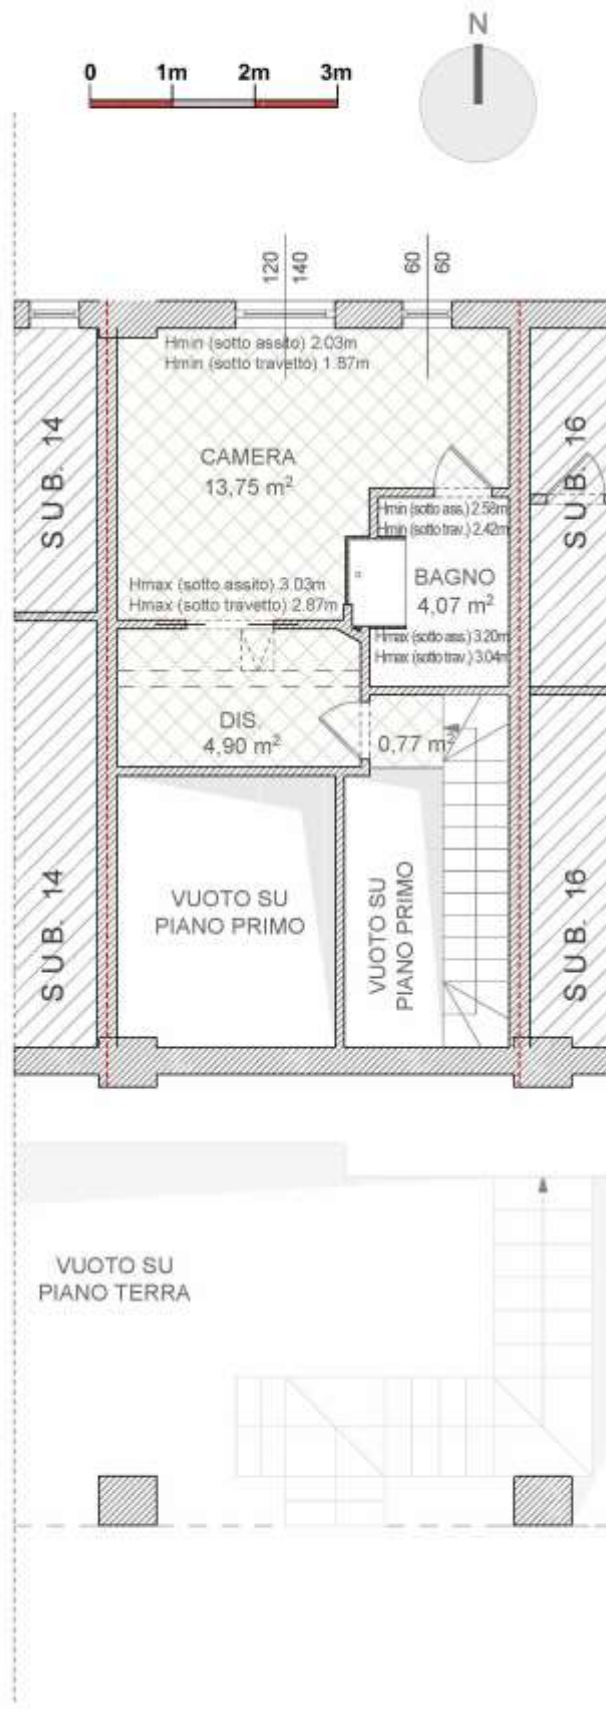 N
0 1m 2m 3m
120
140
60
60
Hmin (sotto assito) 2.03m
Hmin (sotto travetto) 1.87m
SUB. 14
SUB. 16
CAMERA
13,75 m²
Hmin (sotto ass.) 2.58m
Hmin (sotto trav.) 2.42m
BAGNO
4,07 m²
Hmax (sotto assito) 3.03m
Hmax (sotto travetto) 2.87m
Hmax (sotto ass.) 3.20m
Hmax (sotto trav.) 3.04m
DIS.
4,90 m²
0,77 m²
SUB. 14
VUOTO SU
PIANO PRIMO
VUOTO SU
PIANO PRIMO
SUB. 16
VUOTO SU
PIANO TERRA